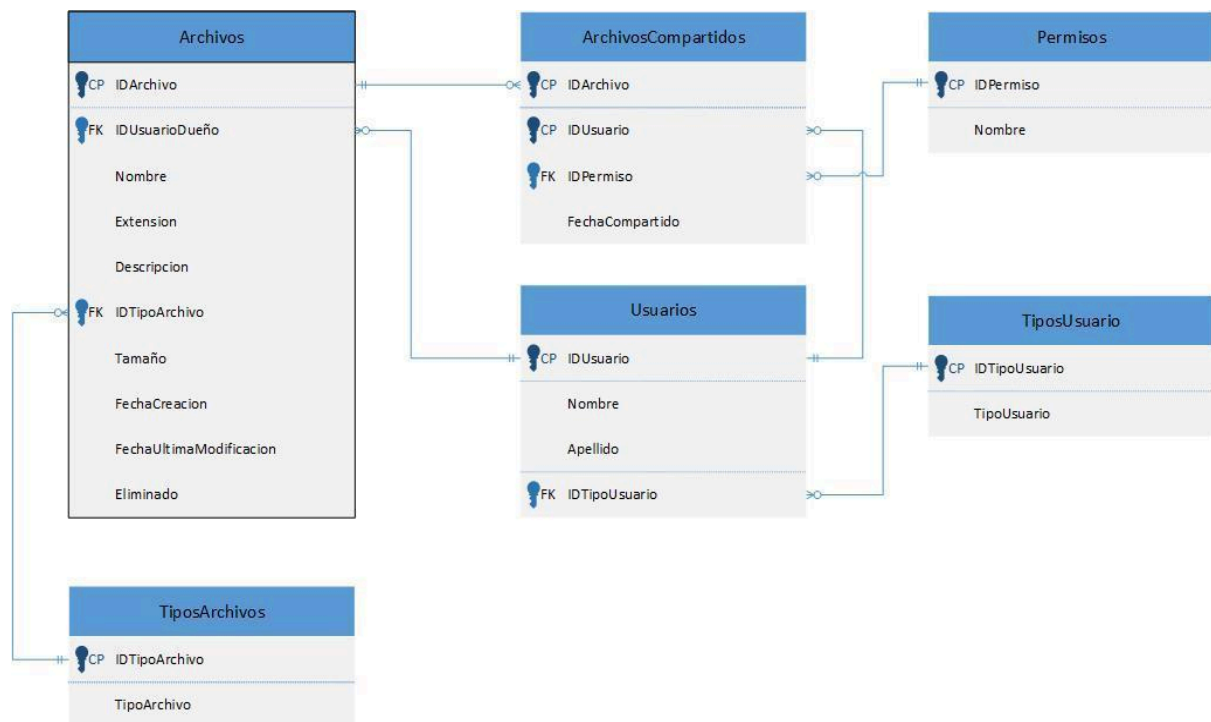 Archivos
CP IDArchivo
FK IDUsuarioDueño
Nombre
Extension
Descripcion
FK IDTipoArchivo
Tamaño
FechaCreacion
FechaUltimaModificacion
Eliminado
ArchivosCompartidos
CP IDArchivo
CP IDUsuario
FK IDPermiso
FechaCompartido
Permisos
CP IDPermiso
Nombre
Usuarios
CP IDUsuario
Nombre
Apellido
FK IDTipoUsuario
TiposUsuario
CP IDTipoUsuario
TipoUsuario
TiposArchivos
CP IDTipoArchivo
TipoArchivo